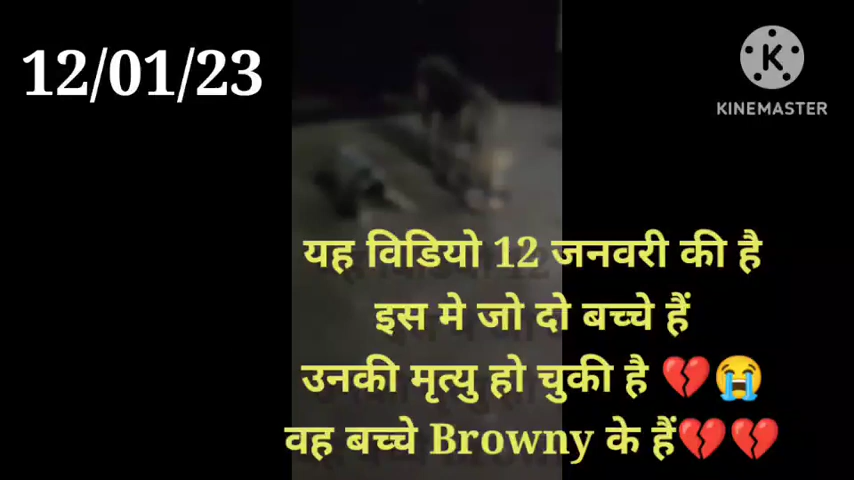 12/01/23
KINEMASTER
यह विडियो 12 जनवरी की है
इस मे जो दो बच्चे हैं
उनकी मृत्यु हो चुकी है 💔😭
वह बच्चे Browny के हैं💔💔